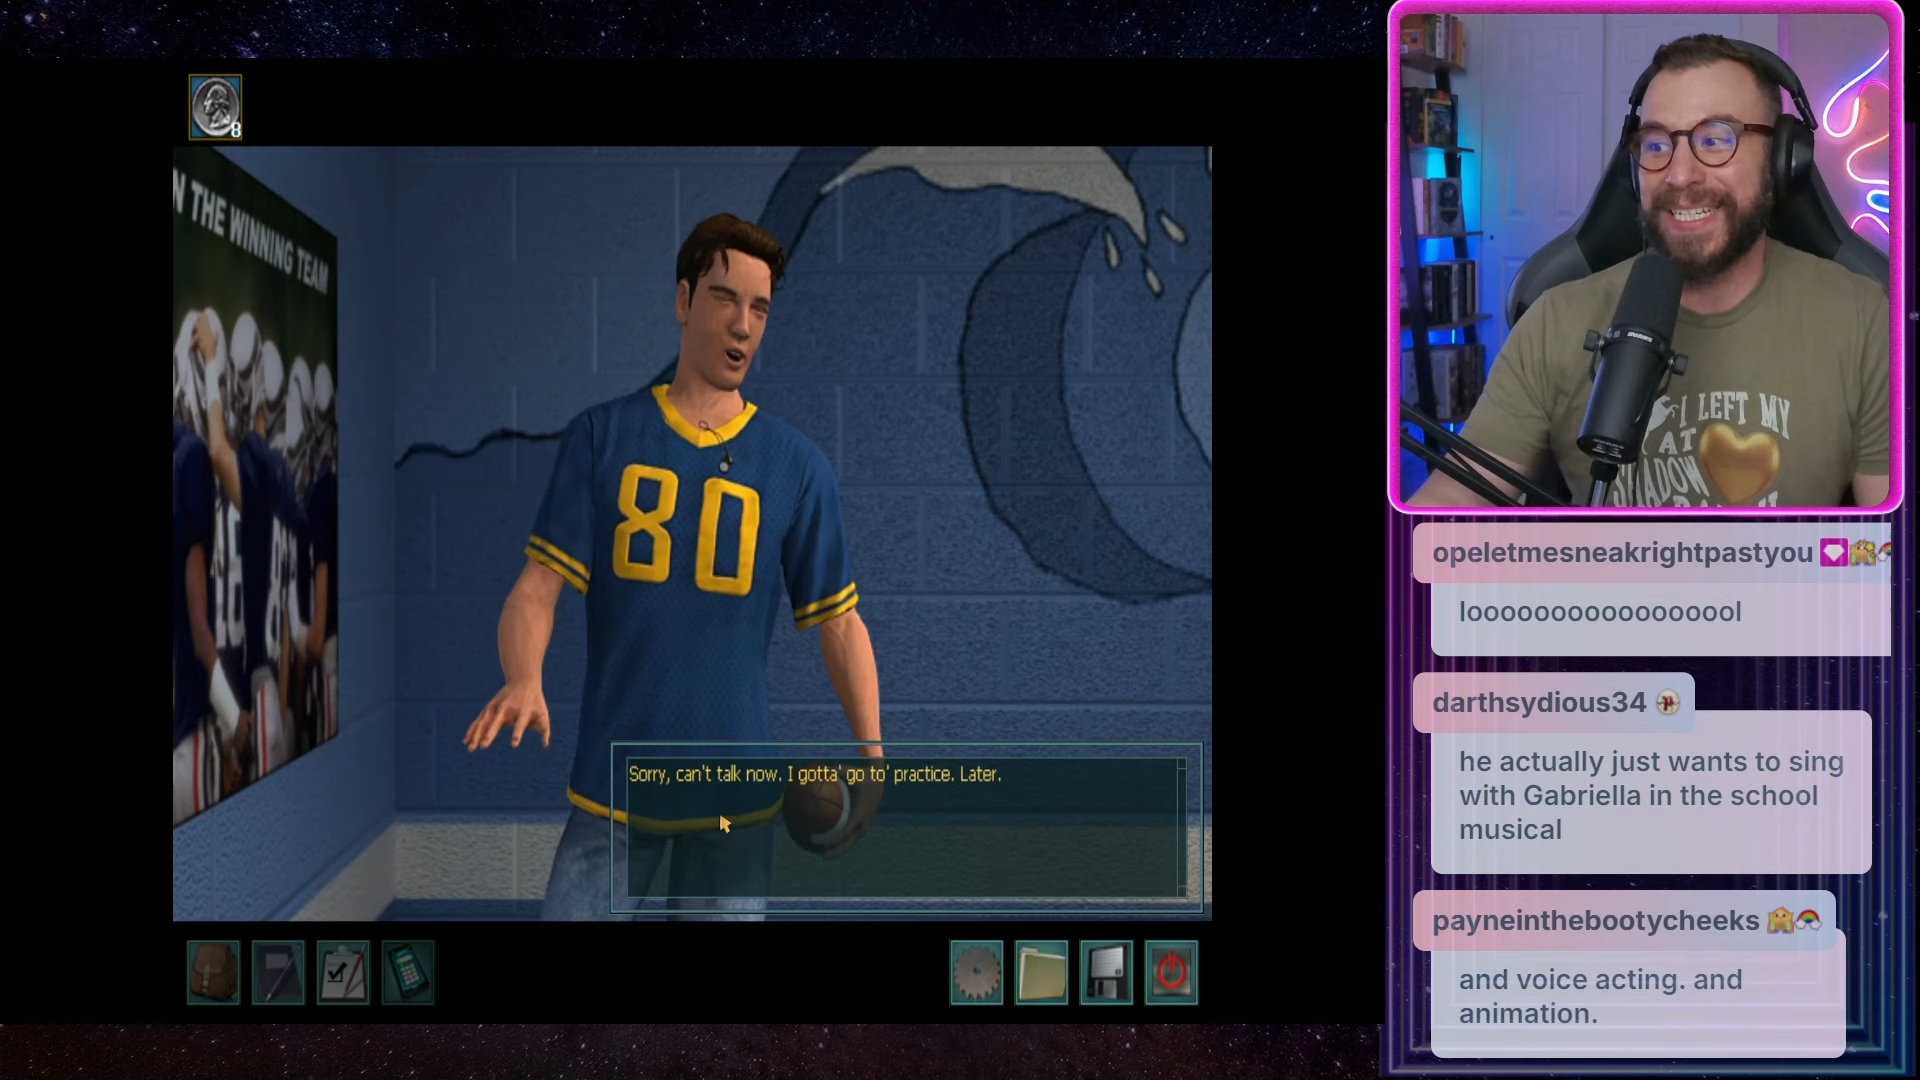 8
N THE WINNING TEAM
80
Sorry, can't talk now. I gotta' go to' practice. Later.
I LEFT MY
AT
SHADOW
opeletmesneakrightpastyou
looooooooooooooool
darthsydious34
he actually just wants to sing
with Gabriella in the school
musical
payneinthebootycheeks
and voice acting. and
animation.